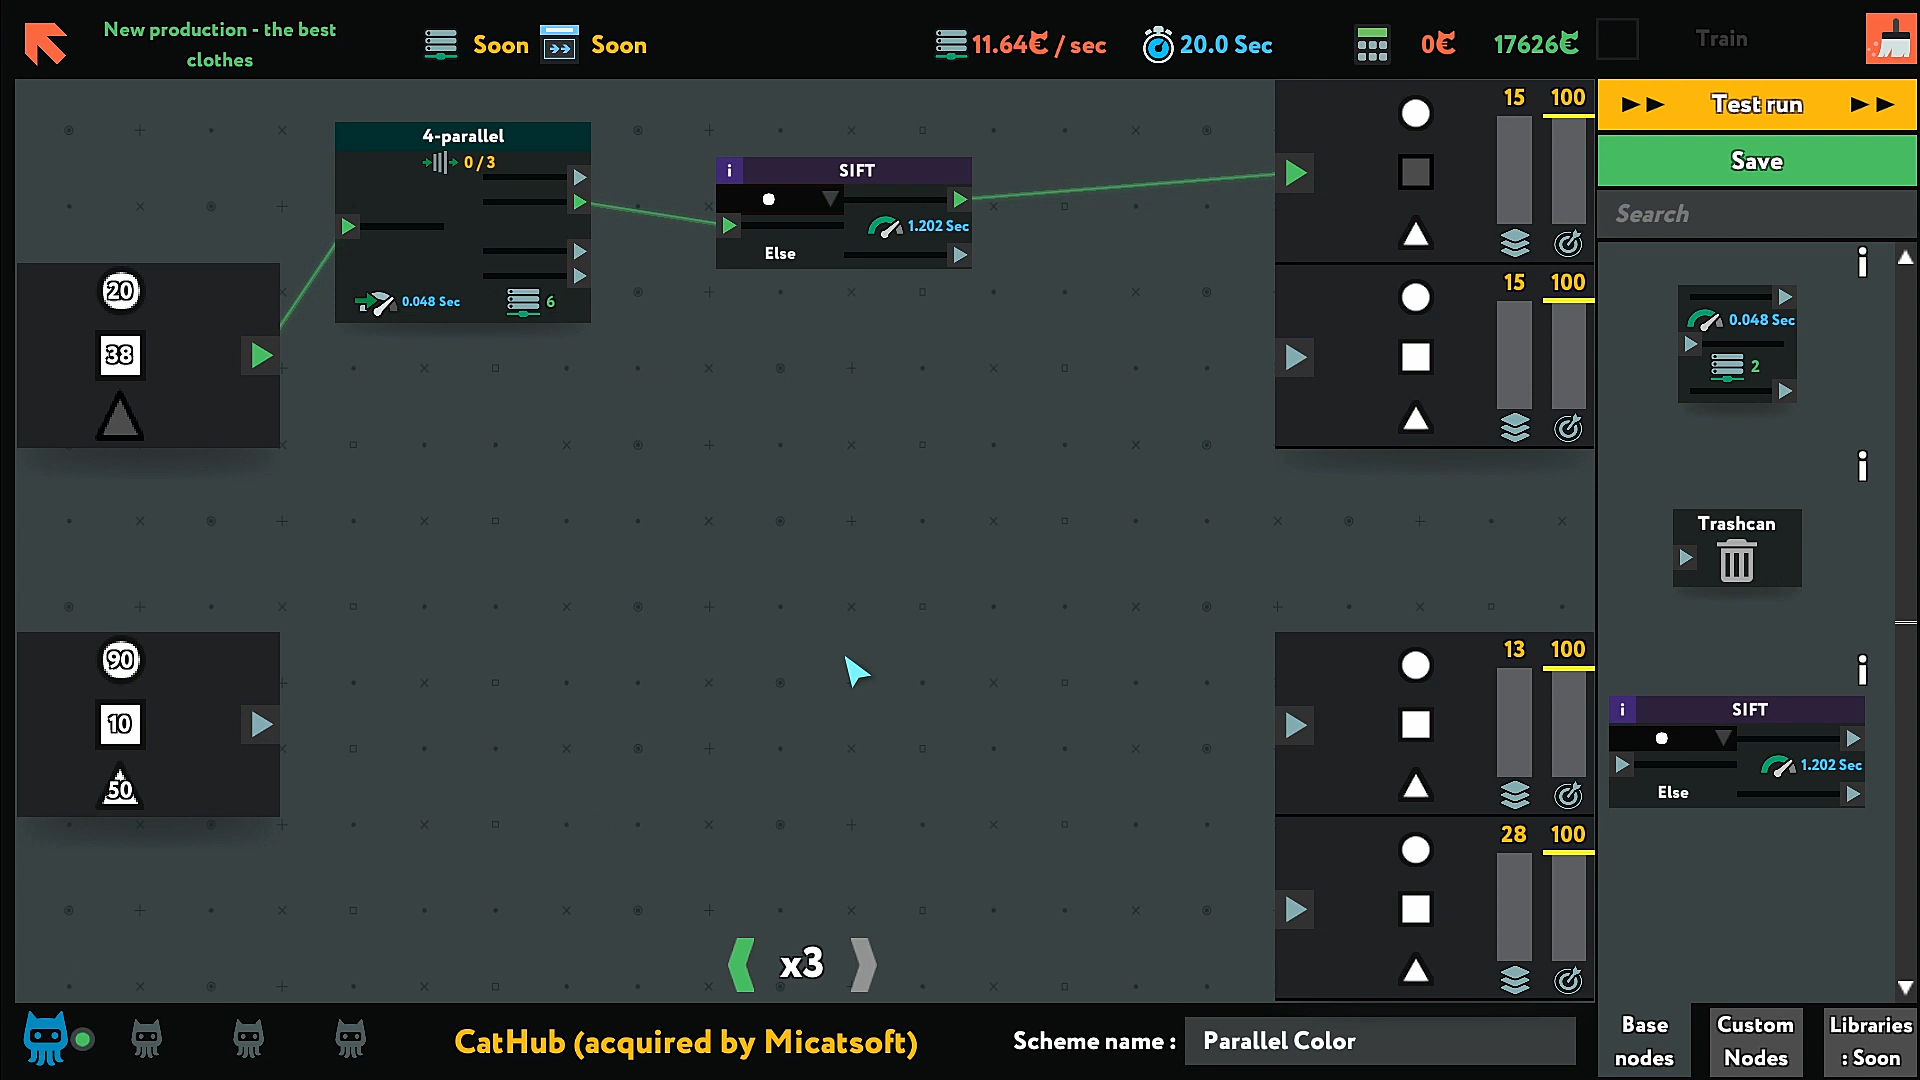 New production - the best
clothes
Soon
Soon
11.64€ / sec
20.0 Sec
0€
17626€
Train
Test run
Save
Search
4-parallel
0 / 3
0.048 Sec
6
i
SIFT
1.202 Sec
Else
20
38
90
10
50
15
100
15
100
13
100
28
100
0.048 Sec
2
Trashcan
i
SIFT
1.202 Sec
Else
x3
CatHub (acquired by Micatsoft)
Scheme name :
Parallel Color
Base
nodes
Custom
Nodes
Libraries
: Soon